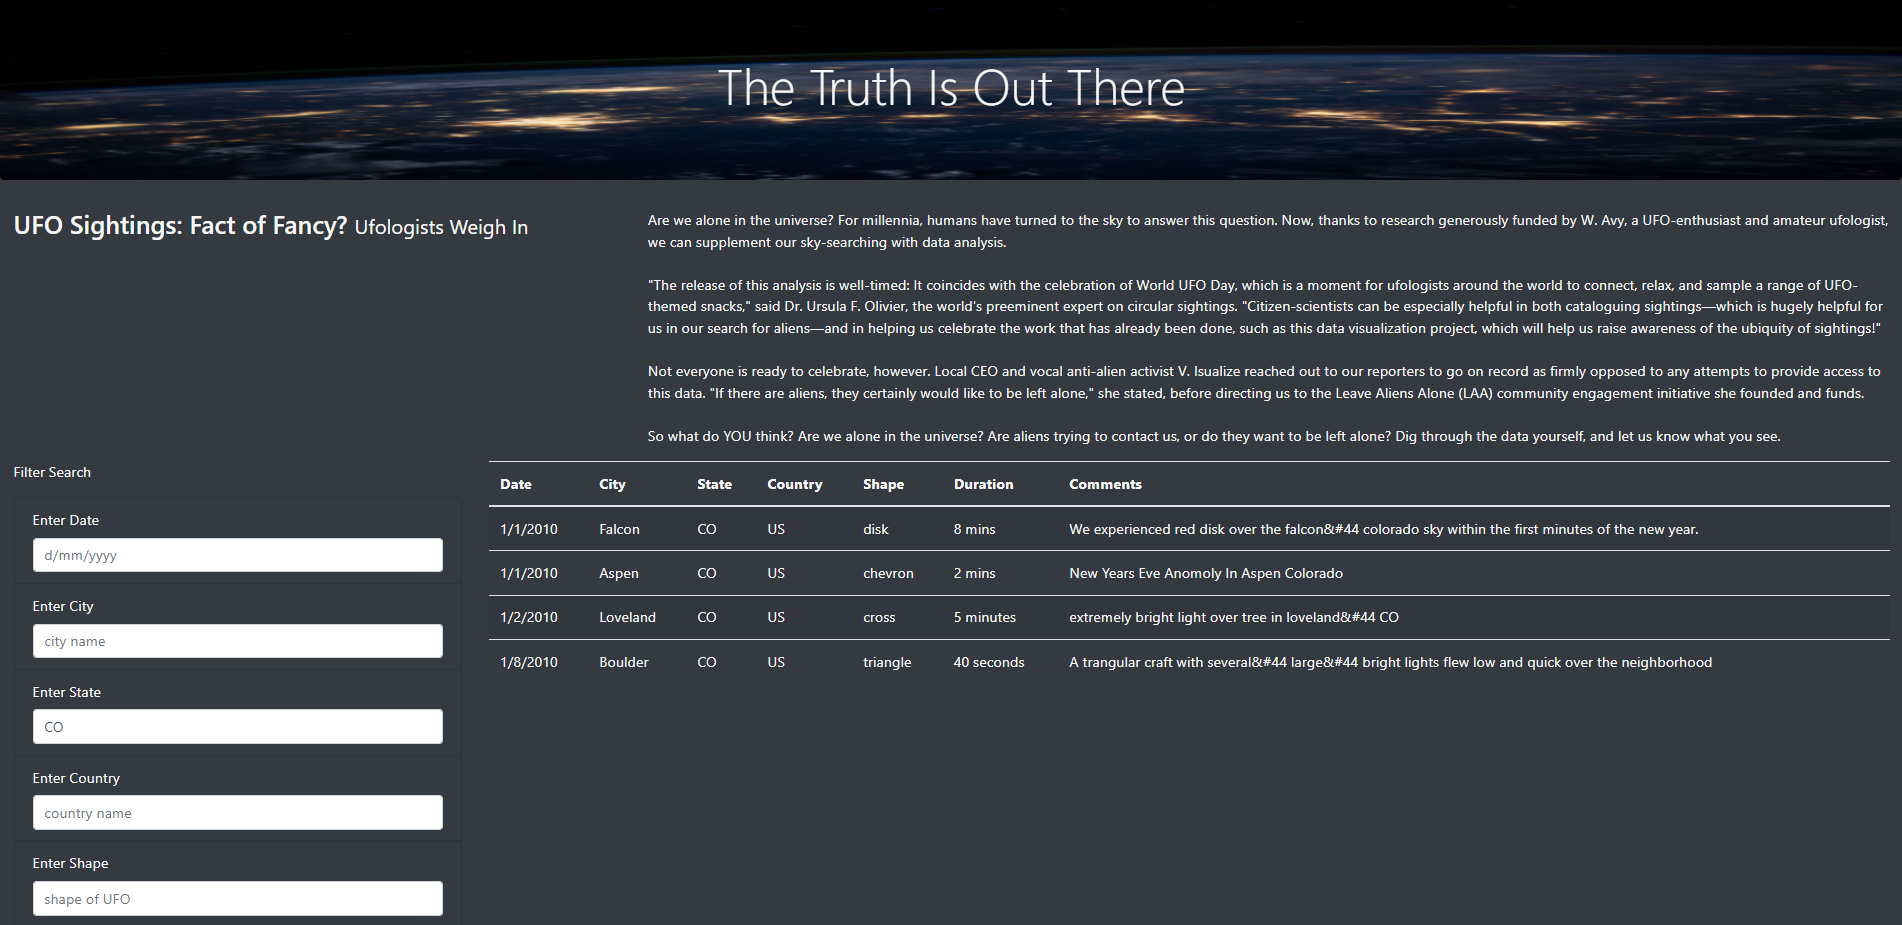 The Truth Is Out There
UFO Sightings: Fact of Fancy? Ufologists Weigh In
Are we alone in the universe? For millennia, humans have turned to the sky to answer this question. Now, thanks to research generously funded by W. Avy, a UFO-enthusiast and amateur ufologist,
we can supplement our sky-searching with data analysis.
"The release of this analysis is well-timed: It coincides with the celebration of World UFO Day, which is a moment for ufologists around the world to connect, relax, and sample a range of UFO-
themed snacks," said Dr. Ursula F. Olivier, the world's preeminent expert on circular sightings. "Citizen-scientists can be especially helpful in both cataloguing sightings—which is hugely helpful for
us in our search for aliens—and in helping us celebrate the work that has already been done, such as this data visualization project, which will help us raise awareness of the ubiquity of sightings!"
Not everyone is ready to celebrate, however. Local CEO and vocal anti-alien activist V. Isualize reached out to our reporters to go on record as firmly opposed to any attempts to provide access to
this data. "If there are aliens, they certainly would like to be left alone," she stated, before directing us to the Leave Aliens Alone (LAA) community engagement initiative she founded and funds.
So what do YOU think? Are we alone in the universe? Are aliens trying to contact us, or do they want to be left alone? Dig through the data yourself, and let us know what you see.
Filter Search
Enter Date
d/mm/yyyy
Enter City
city name
Enter State
CO
Enter Country
country name
Enter Shape
shape of UFO
Date City State Country Shape Duration Comments
1/1/2010 Falcon CO US disk 8 mins We experienced red disk over the falcon&#44 colorado sky within the first minutes of the new year.
1/1/2010 Aspen CO US chevron 2 mins New Years Eve Anomoly In Aspen Colorado
1/2/2010 Loveland CO US cross 5 minutes extremely bright light over tree in loveland&#44 CO
1/8/2010 Boulder CO US triangle 40 seconds A trangular craft with several&#44 large&#44 bright lights flew low and quick over the neighborhood